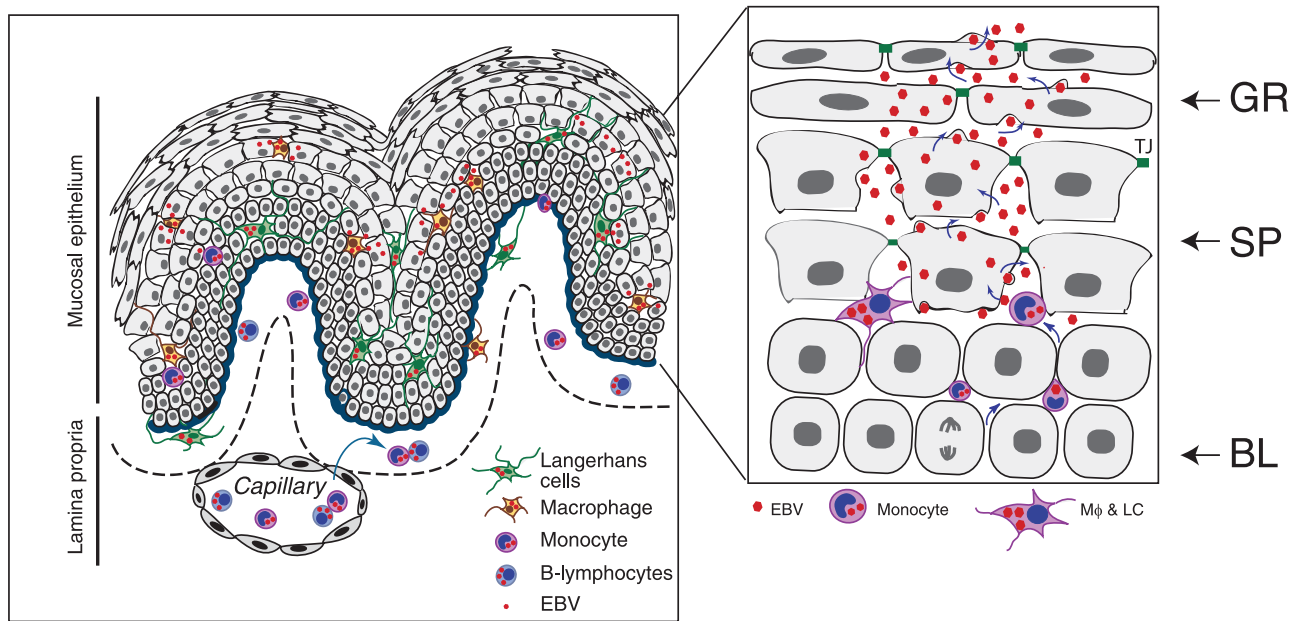 Mucosal epithelium
Lamina propria
Capillary
Langerhans
cells
Macrophage
Monocyte
B-lymphocytes
EBV
GR
TJ
SP
BL
EBV
Monocyte
Mϕ & LC